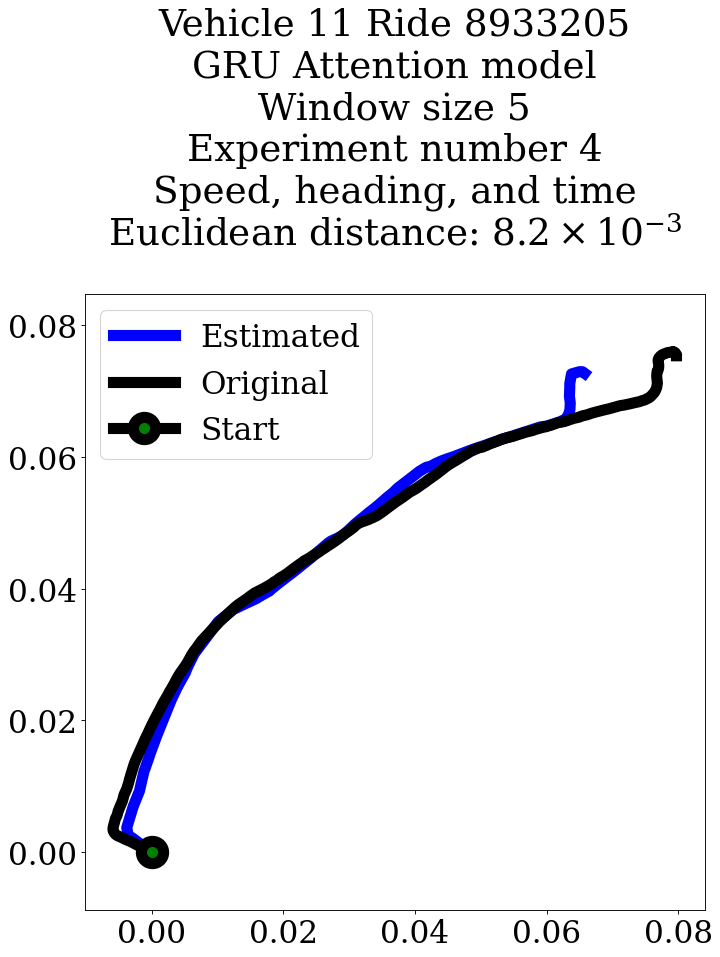 Vehicle 11 Ride 8933205
GRU Attention model
Window size 5
Experiment number 4
Speed, heading, and time
Euclidean distance: 8.2 × 10⁻³
0.08
0.06
0.04
0.02
0.00
Estimated
Original
Start
0.00 0.02 0.04 0.06 0.08